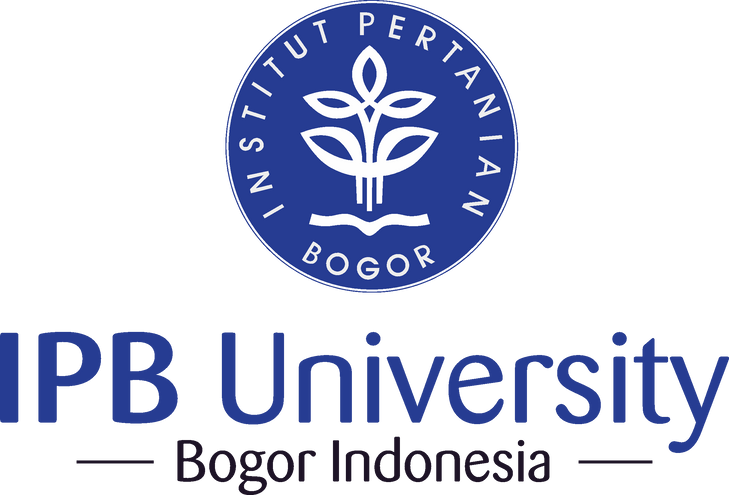 INSTITUT PERTANIAN
BOGOR
IPB University
Bogor Indonesia